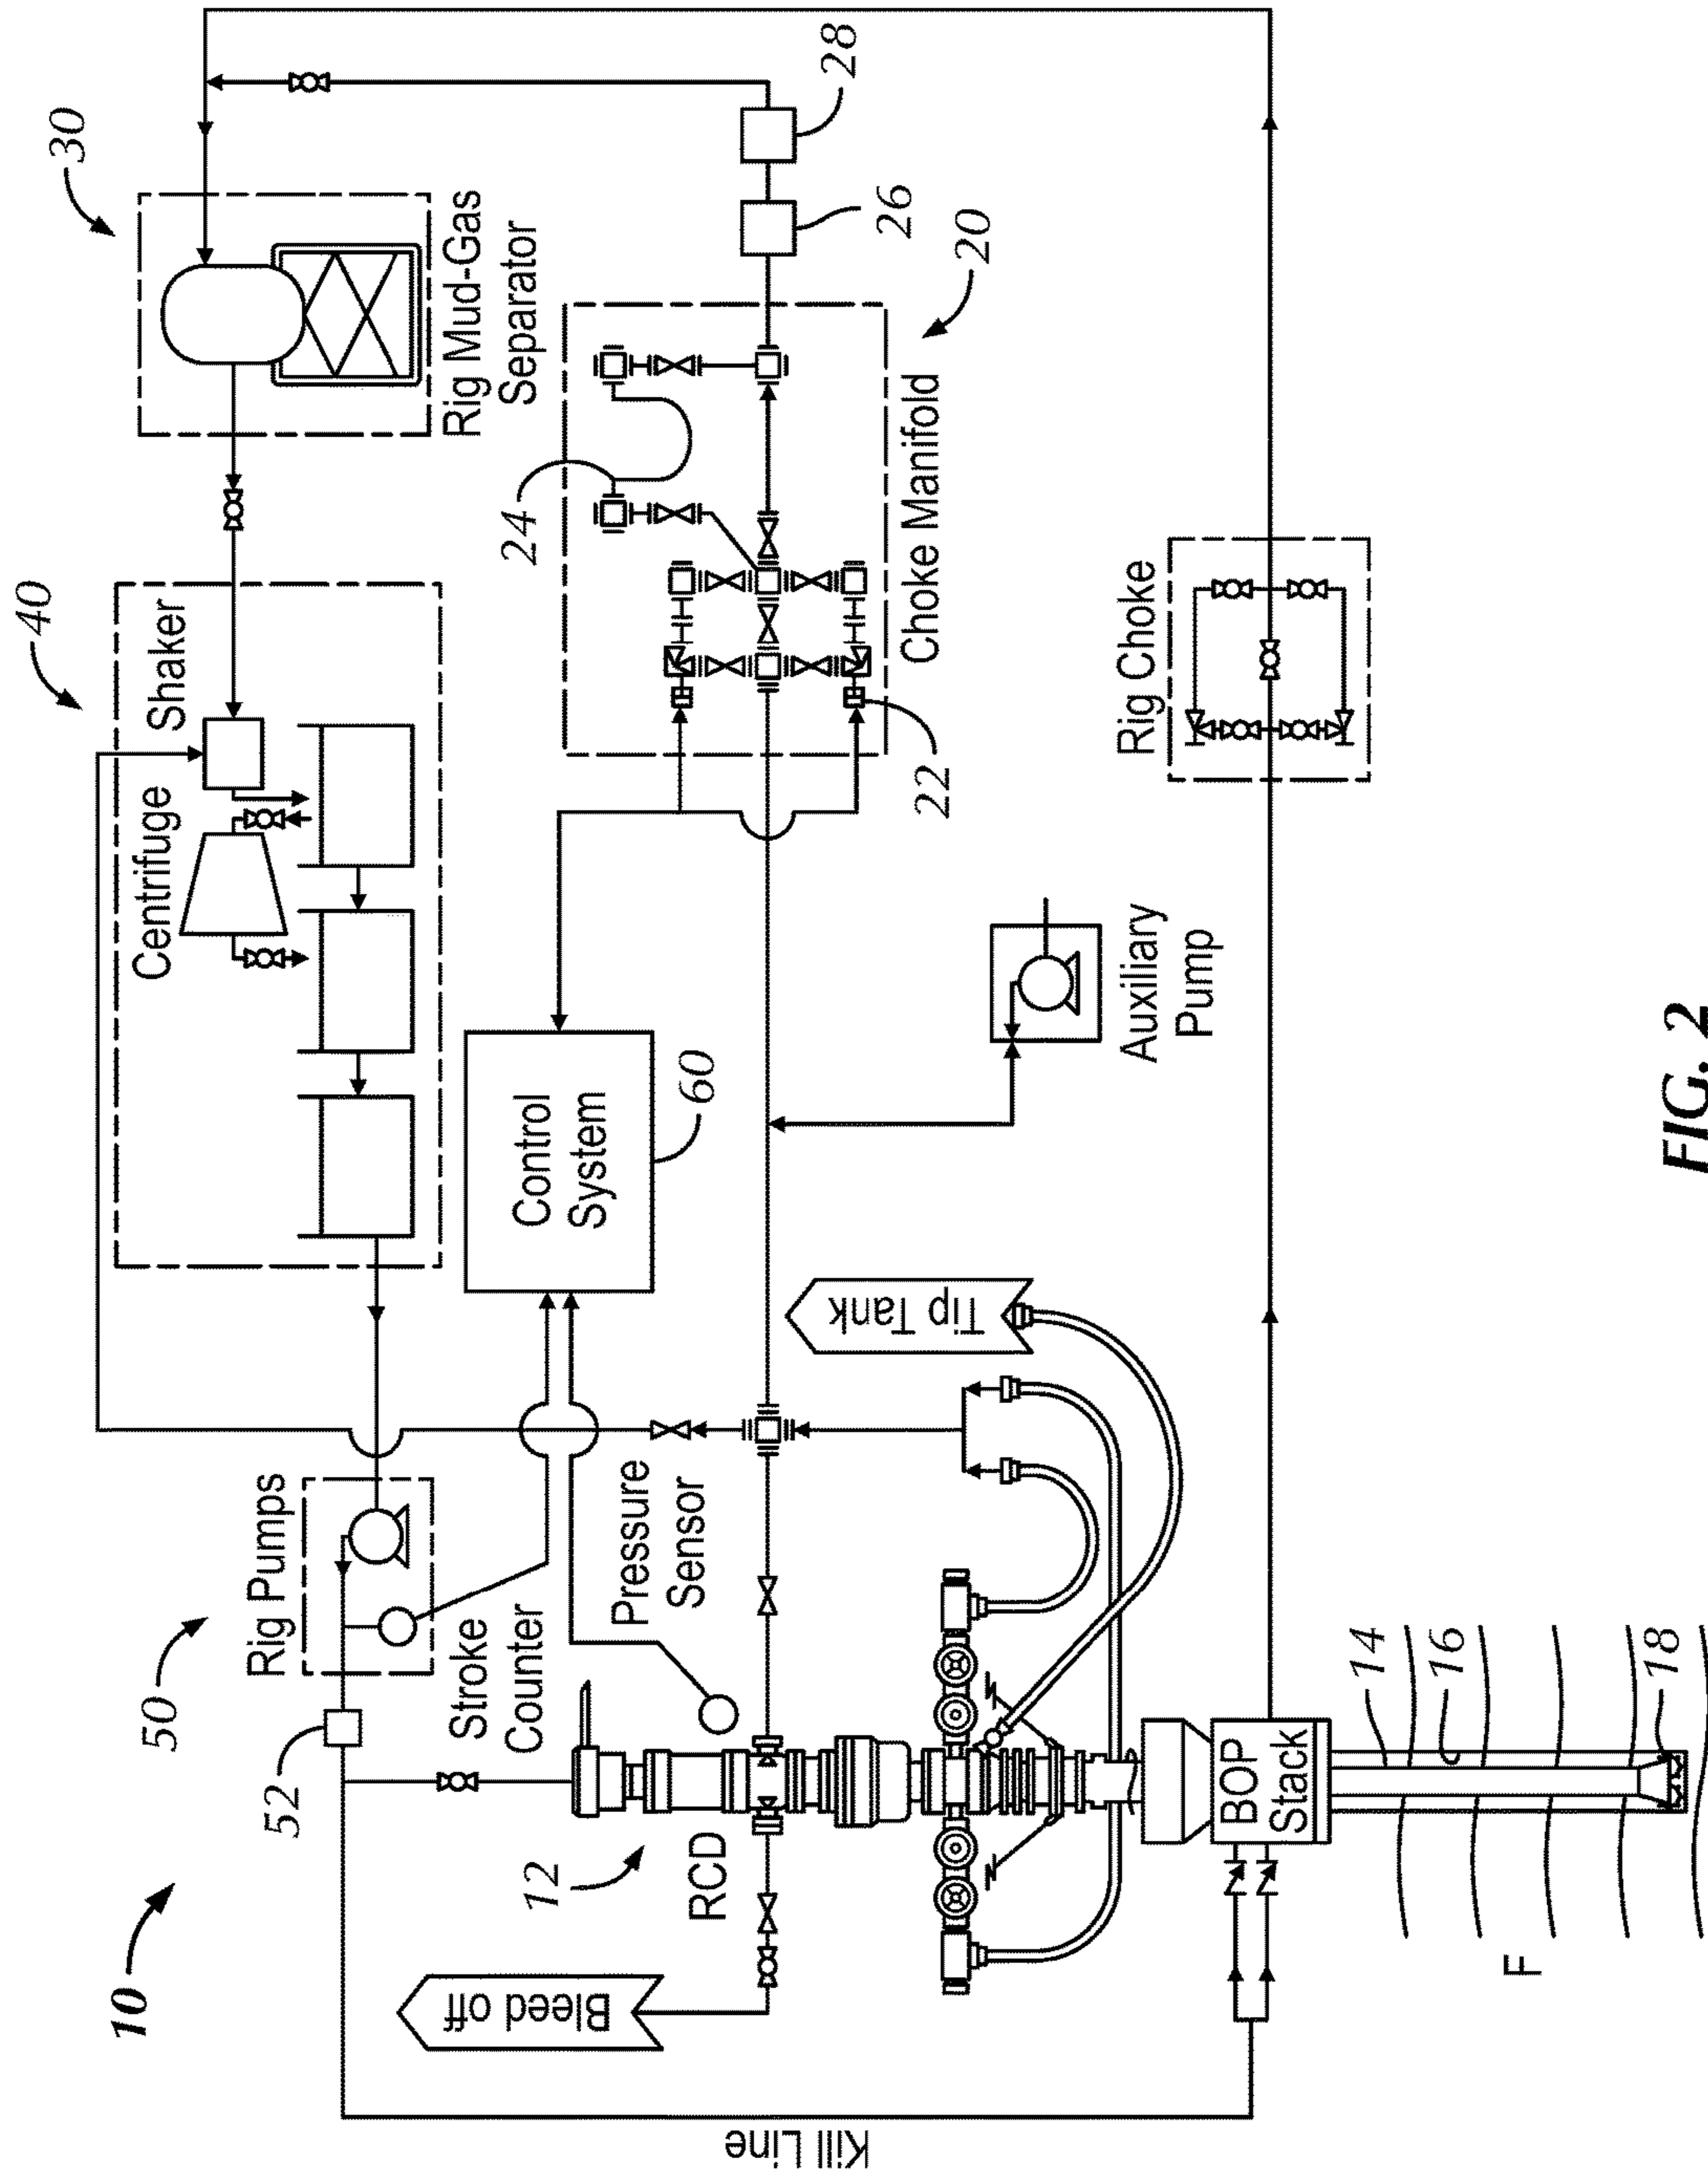 10
50
52
Rig Pumps
Stroke
Counter
12
RCD
Pressure
Sensor
Bleed off
Kill Line
40
Centrifuge
Shaker
30
Rig Mud-Gas
Separator
Control
System
60
24
22
20
26
28
Choke Manifold
Tip Tank
Auxiliary
Pump
Rig Choke
BOP
Stack
14
16
18
F
FIG. 2